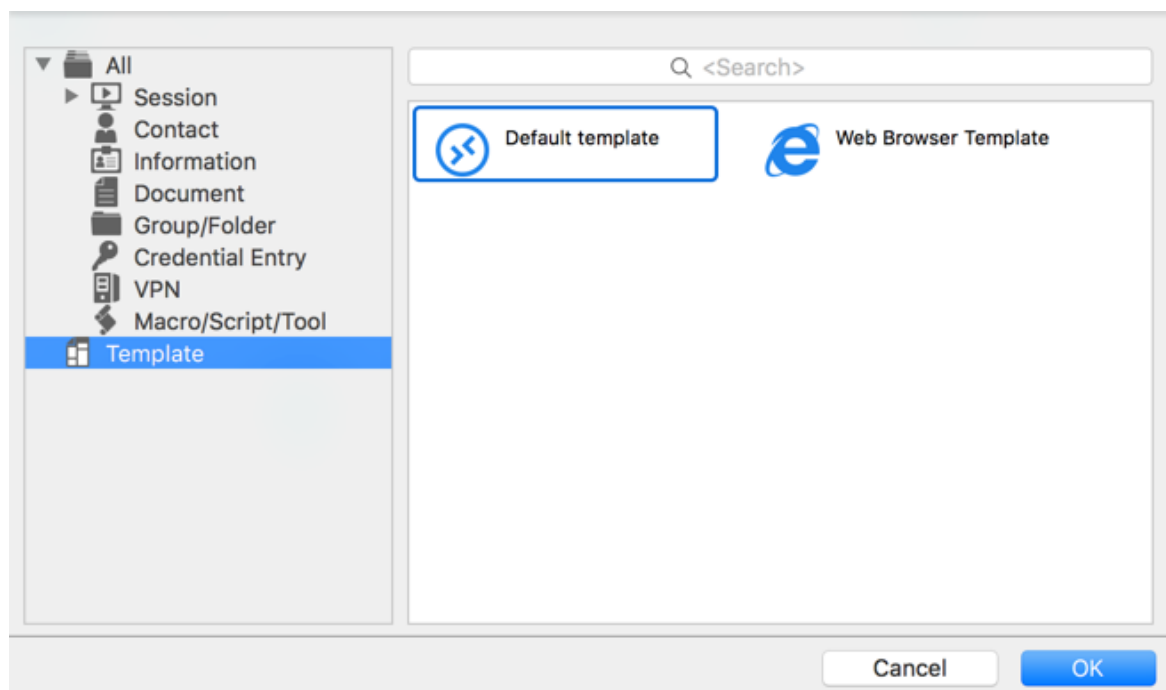 All
Session
Contact
Information
Document
Group/Folder
Credential Entry
VPN
Macro/Script/Tool
Template
<Search>
Default template
Web Browser Template
Cancel
OK